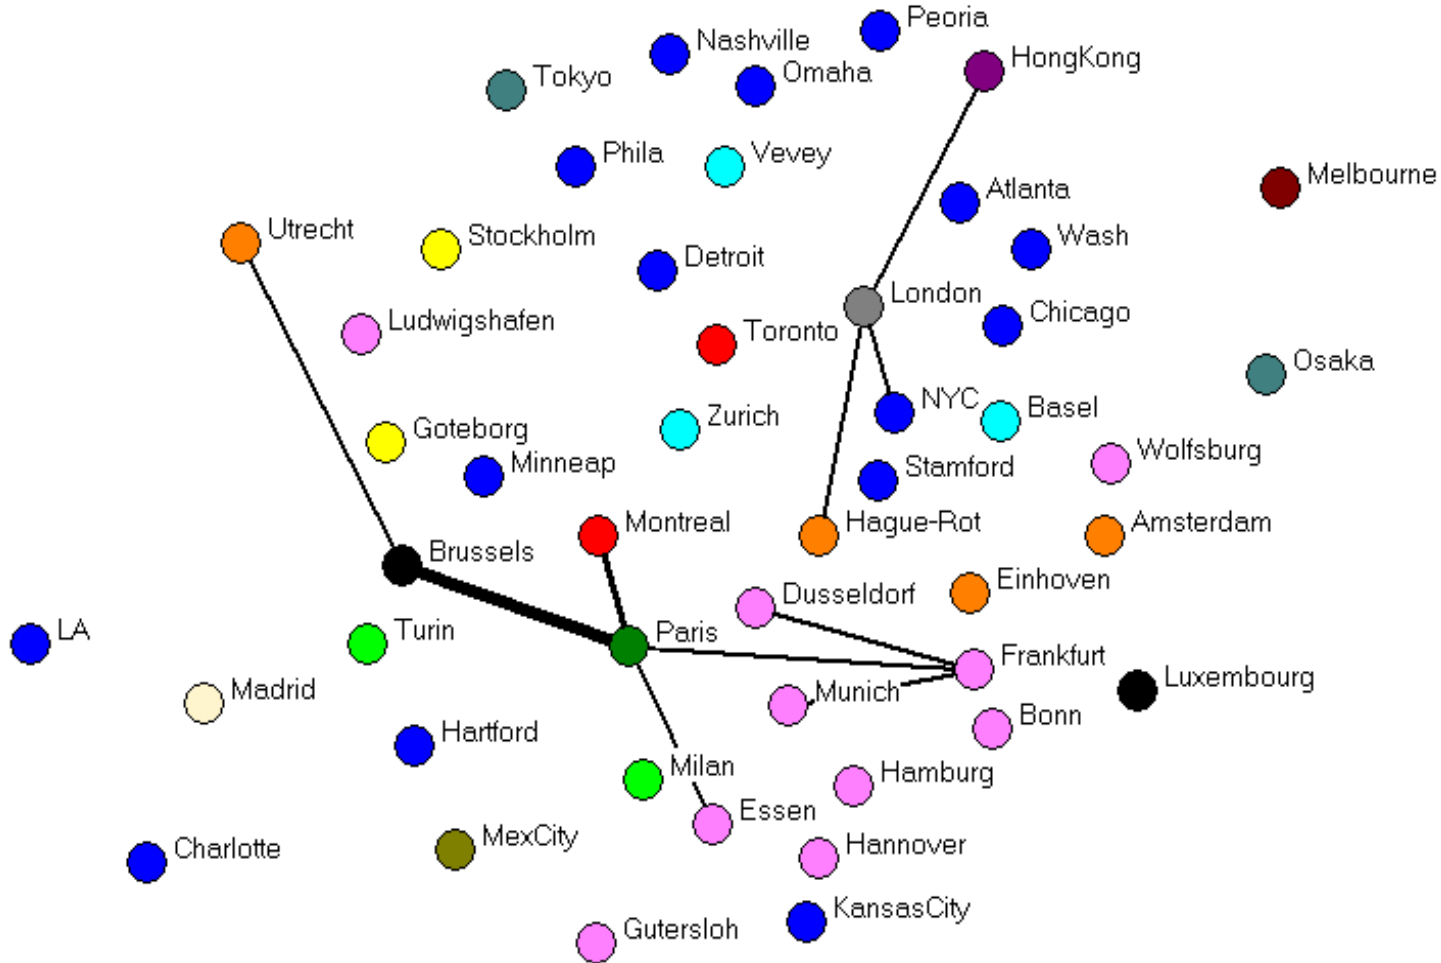 Peoria
Nashville
HongKong
Omaha
Tokyo
Phila
Vevey
Melbourne
Atlanta
Utrecht
Stockholm
Wash
Detroit
London
Chicago
Ludwigshafen
Toronto
Osaka
NYC
Basel
Zurich
Goteborg
Wolfsburg
Minneap
Stamford
Montreal
Hague-Rot
Amsterdam
Brussels
Einhoven
Dusseldorf
LA
Turin
Paris
Frankfurt
Luxembourg
Madrid
Munich
Bonn
Hartford
Milan
Hamburg
Essen
MexCity
Hannover
Charlotte
KansasCity
Gutersloh